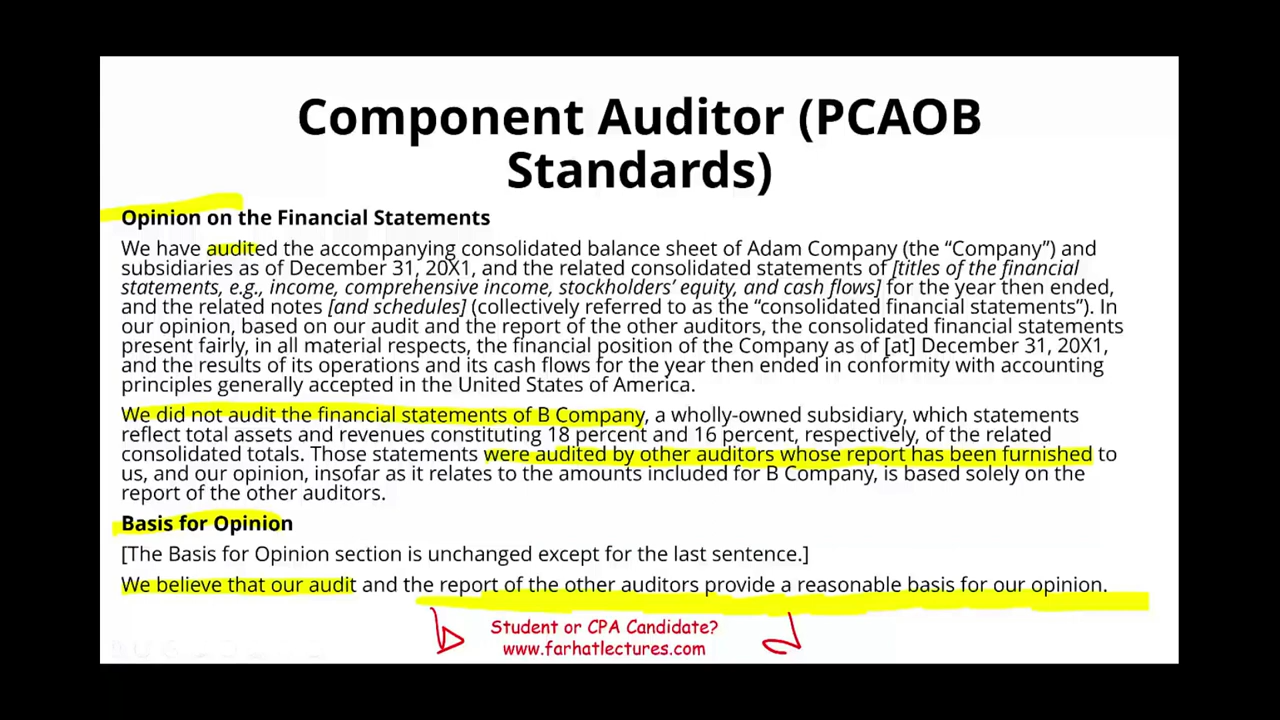 Component Auditor (PCAOB
Standards)
Opinion on the Financial Statements
We have audited the accompanying consolidated balance sheet of Adam Company (the “Company”) and
subsidiaries as of December 31, 20X1, and the related consolidated statements of [titles of the financial
statements, e.g., income, comprehensive income, stockholders’ equity, and cash flows] for the year then ended,
and the related notes [and schedules] (collectively referred to as the “consolidated financial statements”). In
our opinion, based on our audit and the report of the other auditors, the consolidated financial statements
present fairly, in all material respects, the financial position of the Company as of [at] December 31, 20X1,
and the results of its operations and its cash flows for the year then ended in conformity with accounting
principles generally accepted in the United States of America.
We did not audit the financial statements of B Company, a wholly-owned subsidiary, which statements
reflect total assets and revenues constituting 18 percent and 16 percent, respectively, of the related
consolidated totals. Those statements were audited by other auditors whose report has been furnished to
us, and our opinion, insofar as it relates to the amounts included for B Company, is based solely on the
report of the other auditors.
Basis for Opinion
[The Basis for Opinion section is unchanged except for the last sentence.]
We believe that our audit and the report of the other auditors provide a reasonable basis for our opinion.
Student or CPA Candidate?
www.farhatlectures.com